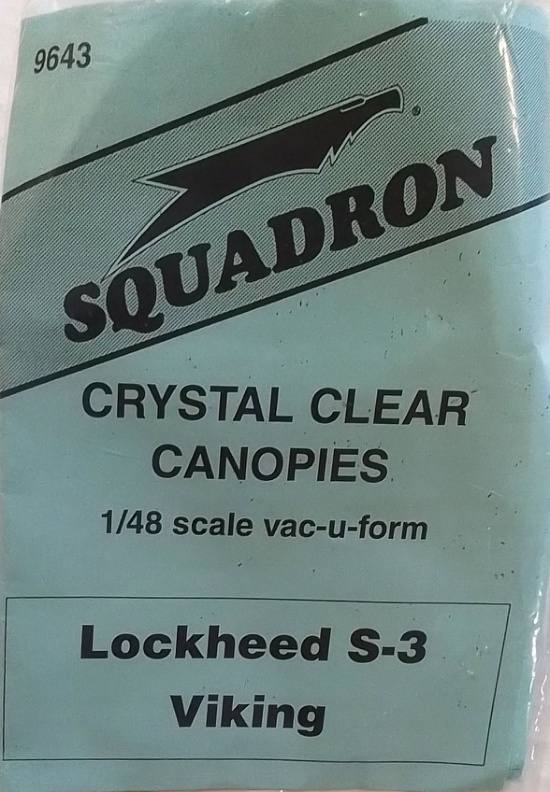 9643
SQUADRON®
CRYSTAL CLEAR
CANOPIES
1/48 scale vac-u-form
Lockheed S-3
Viking